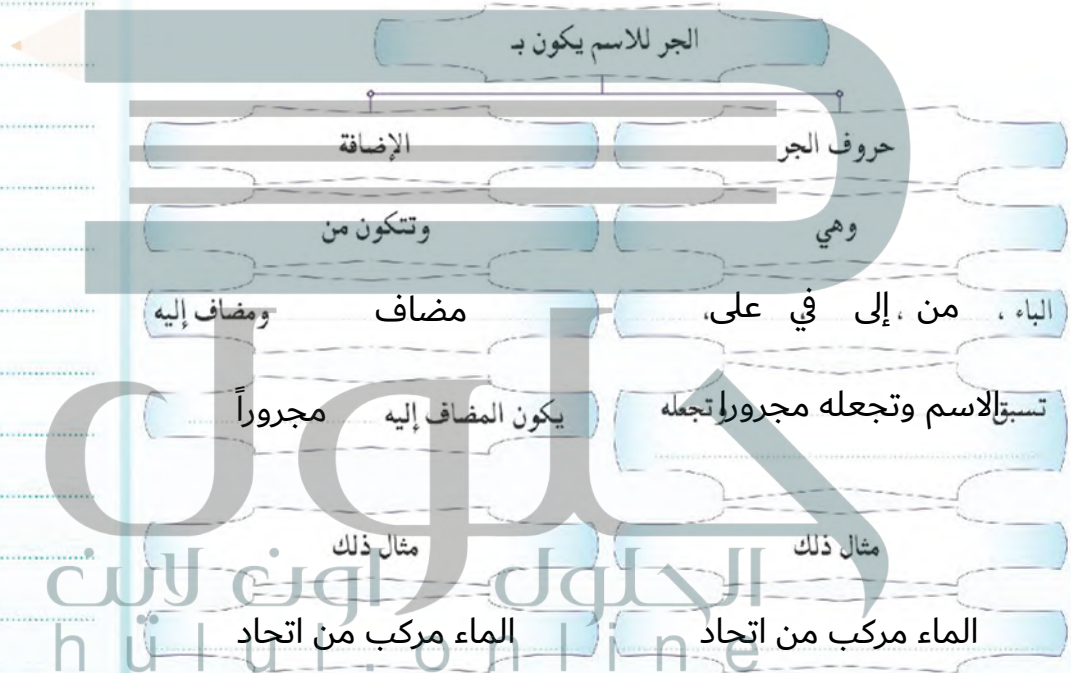 الجر للاسم يكون بـ
حروف الجر
الإضافة
وهي
وتتكون من
الباء ، من ، إلى في على،
مضاف ومضاف إليه
تسبق الاسم وتجعله مجرورا وتجعله
يكون المضاف إليه مجروراً
مثال ذلك
مثال ذلك
الماء مركب من اتحاد
الماء مركب من اتحاد
حلول
الحلول اون لاين
hulul.online